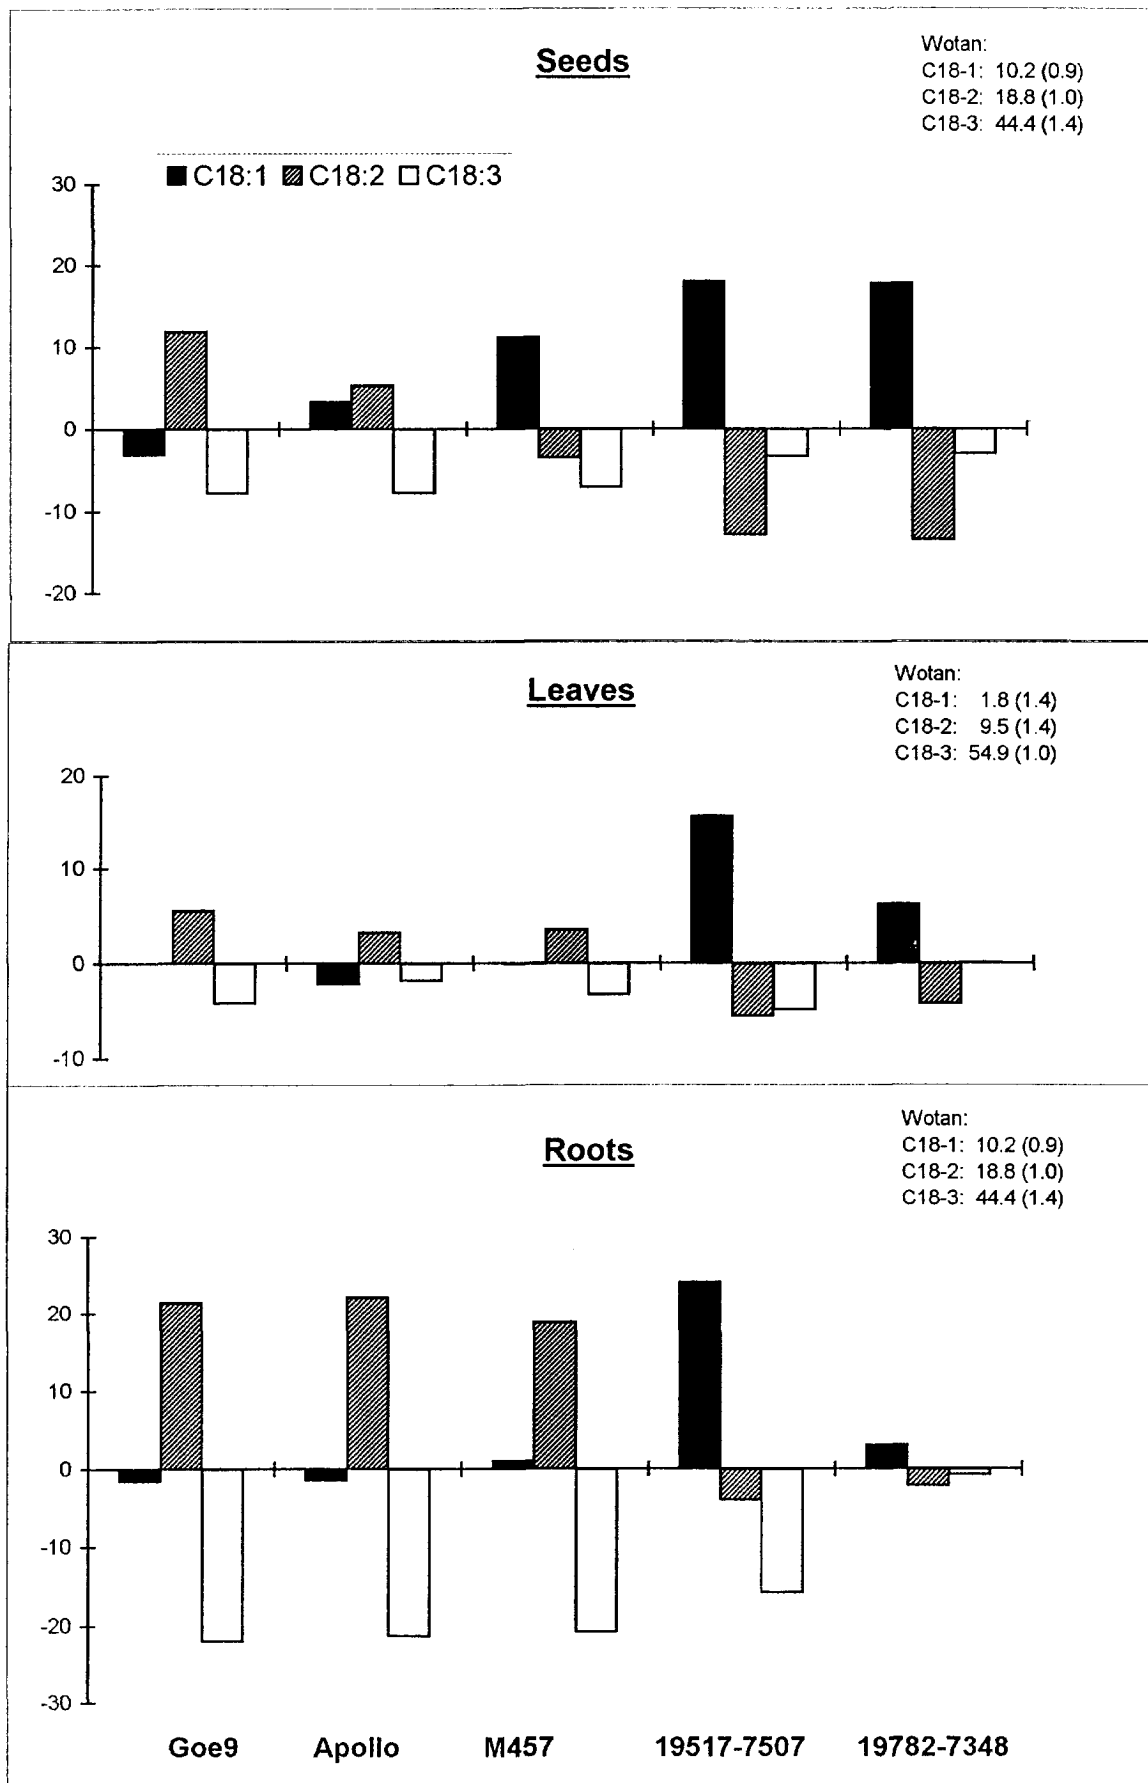 Seeds
Wotan:
C18-1: 10.2 (0.9)
C18-2: 18.8 (1.0)
C18-3: 44.4 (1.4)
C18:1 C18:2 C18:3
30
20
10
0
-10
-20
Leaves
Wotan:
C18-1: 1.8 (1.4)
C18-2: 9.5 (1.4)
C18-3: 54.9 (1.0)
20
10
0
-10
Roots
Wotan:
C18-1: 10.2 (0.9)
C18-2: 18.8 (1.0)
C18-3: 44.4 (1.4)
30
20
10
0
-10
-20
-30
Goe9 Apollo M457 19517-7507 19782-7348